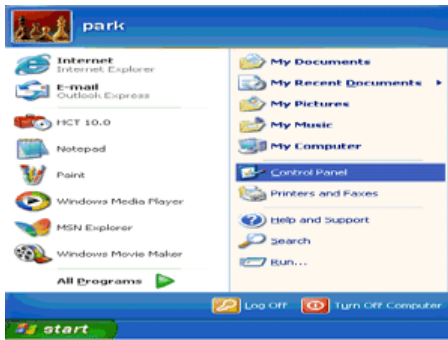 park
Internet
Internet Explorer
E-mail
Outlook Express
HCT 10.0
Notepad
Paint
Windows Media Player
MSN Explorer
Windows Movie Maker
All Programs
My Documents
My Recent Documents
My Pictures
My Music
My Computer
Control Panel
Printers and Faxes
Help and Support
Search
Run...
Log Off
Turn Off Computer
start